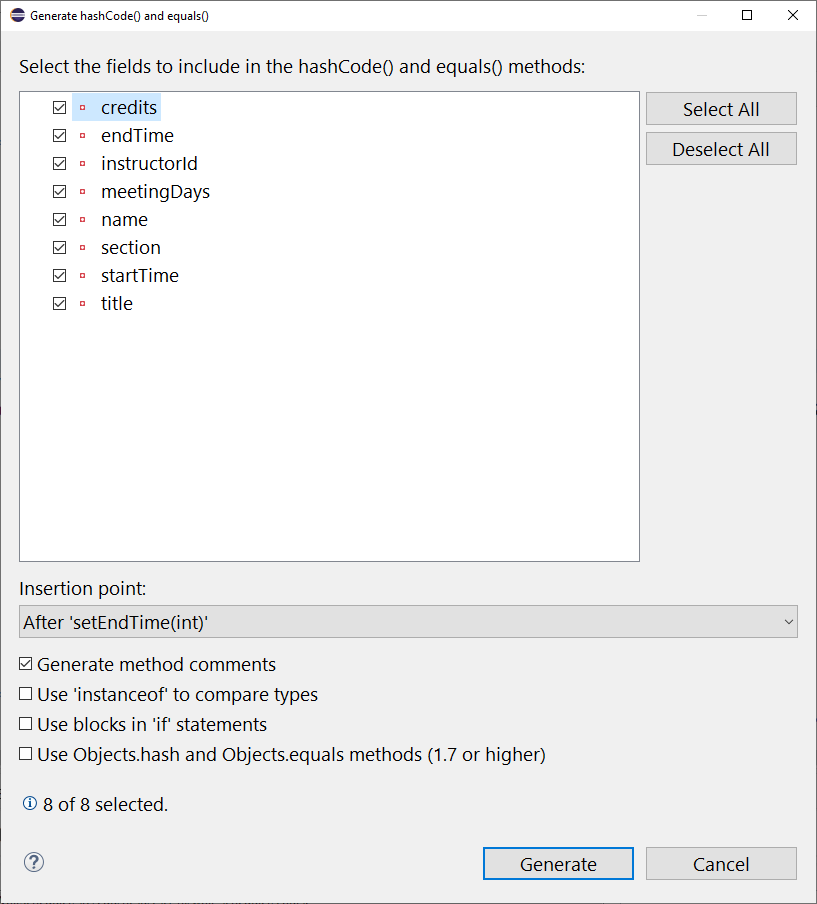 Generate hashCode() and equals()
Select the fields to include in the hashCode() and equals() methods:
credits
endTime
instructorId
meetingDays
name
section
startTime
title
Select All
Deselect All
Insertion point:
After 'setEndTime(int)'
Generate method comments
Use 'instanceof' to compare types
Use blocks in 'if' statements
Use Objects.hash and Objects.equals methods (1.7 or higher)
8 of 8 selected.
Generate
Cancel